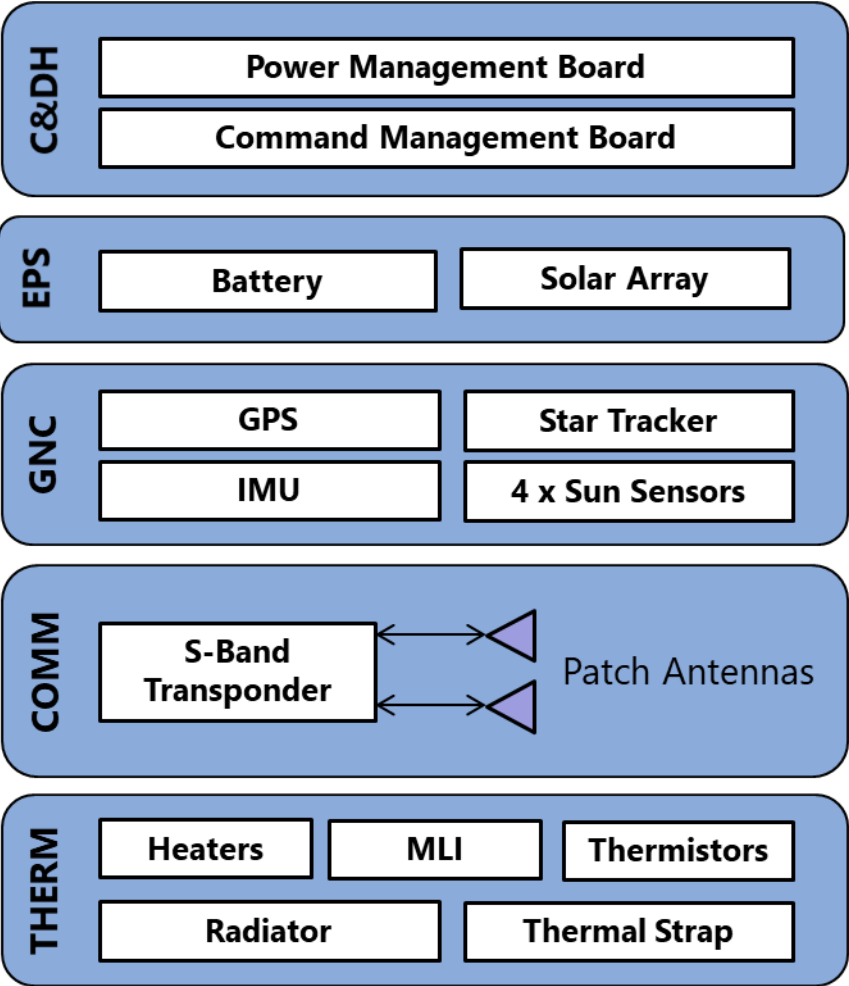 C&DH
Power Management Board
Command Management Board
EPS
Battery
Solar Array
GNC
GPS
Star Tracker
IMU
4 x Sun Sensors
COMM
S-Band
Transponder
Patch Antennas
THERM
Heaters
MLI
Thermistors
Radiator
Thermal Strap